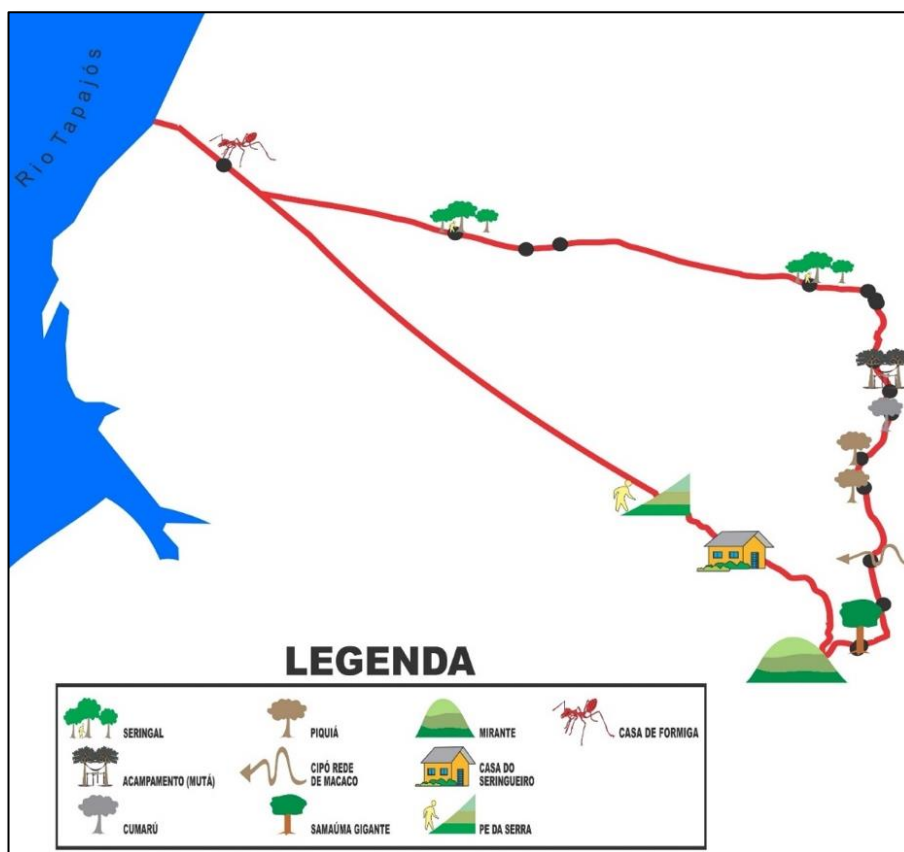 Rio Tapajós
LEGENDA
SERINGAL
PIQUIÁ
MIRANTE
CASA DE FORMIGA
ACAMPAMENTO (MUTÁ)
CIPÓ REDE
DE MACACO
CASA DO
SERINGUEIRO
CUMARÚ
SAMAÚMA GIGANTE
PE DA SERRA